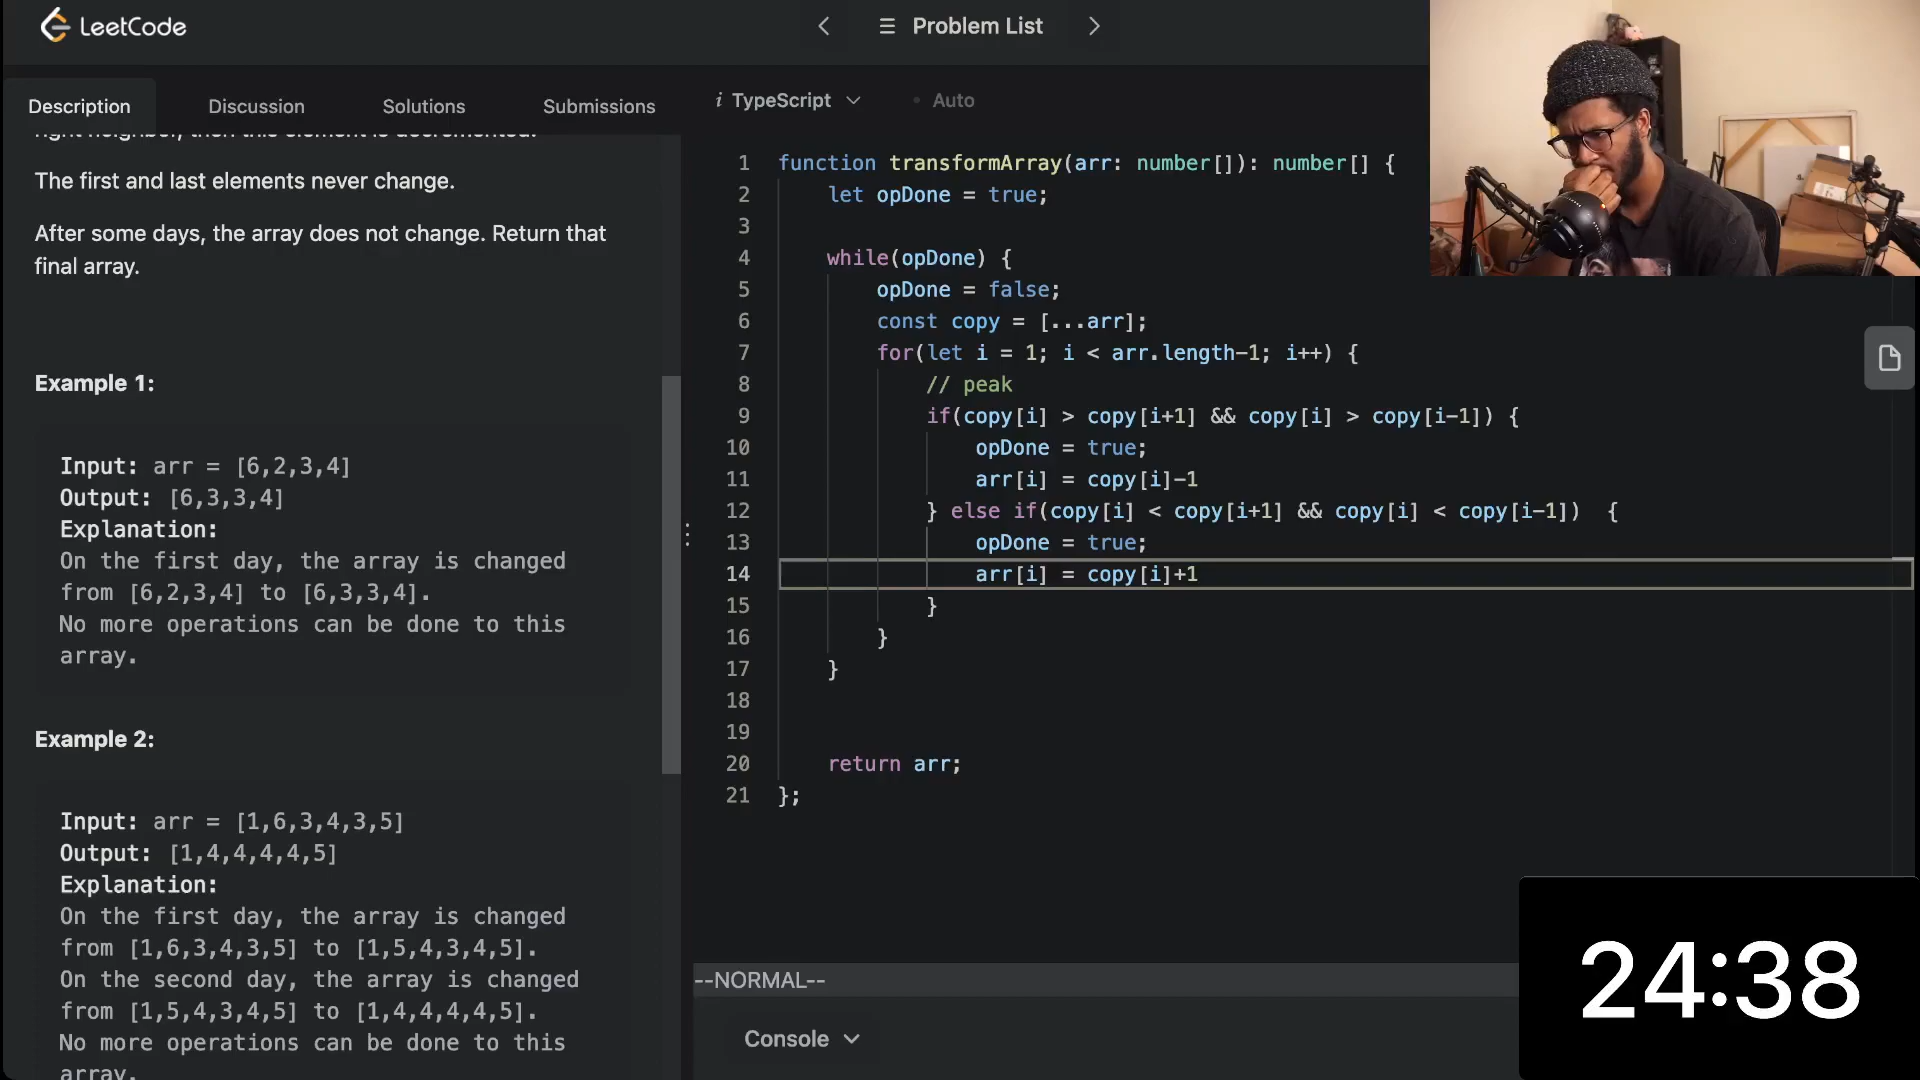 LeetCode
Problem List
Description
Discussion
Solutions
Submissions
i TypeScript
Auto
right neighbor, then this element is decremented.
The first and last elements never change.
After some days, the array does not change. Return that
final array.
Example 1:
Input: arr = [6,2,3,4]
Output: [6,3,3,4]
Explanation:
On the first day, the array is changed
from [6,2,3,4] to [6,3,3,4].
No more operations can be done to this
array.
Example 2:
Input: arr = [1,6,3,4,3,5]
Output: [1,4,4,4,4,5]
Explanation:
On the first day, the array is changed
from [1,6,3,4,3,5] to [1,5,4,3,4,5].
On the second day, the array is changed
from [1,5,4,3,4,5] to [1,4,4,4,4,5].
No more operations can be done to this
array.
1 function transformArray(arr: number[]): number[] {
2 let opDone = true;
3
4 while(opDone) {
5 opDone = false;
6 const copy = [...arr];
7 for(let i = 1; i < arr.length-1; i++) {
8 // peak
9 if(copy[i] > copy[i+1] && copy[i] > copy[i-1]) {
10 opDone = true;
11 arr[i] = copy[i]-1
12 } else if(copy[i] < copy[i+1] && copy[i] < copy[i-1])  {
13 opDone = true;
14 arr[i] = copy[i]+1
15 }
16 }
17 }
18
19
20 return arr;
21 };
--NORMAL--
Console
24:38